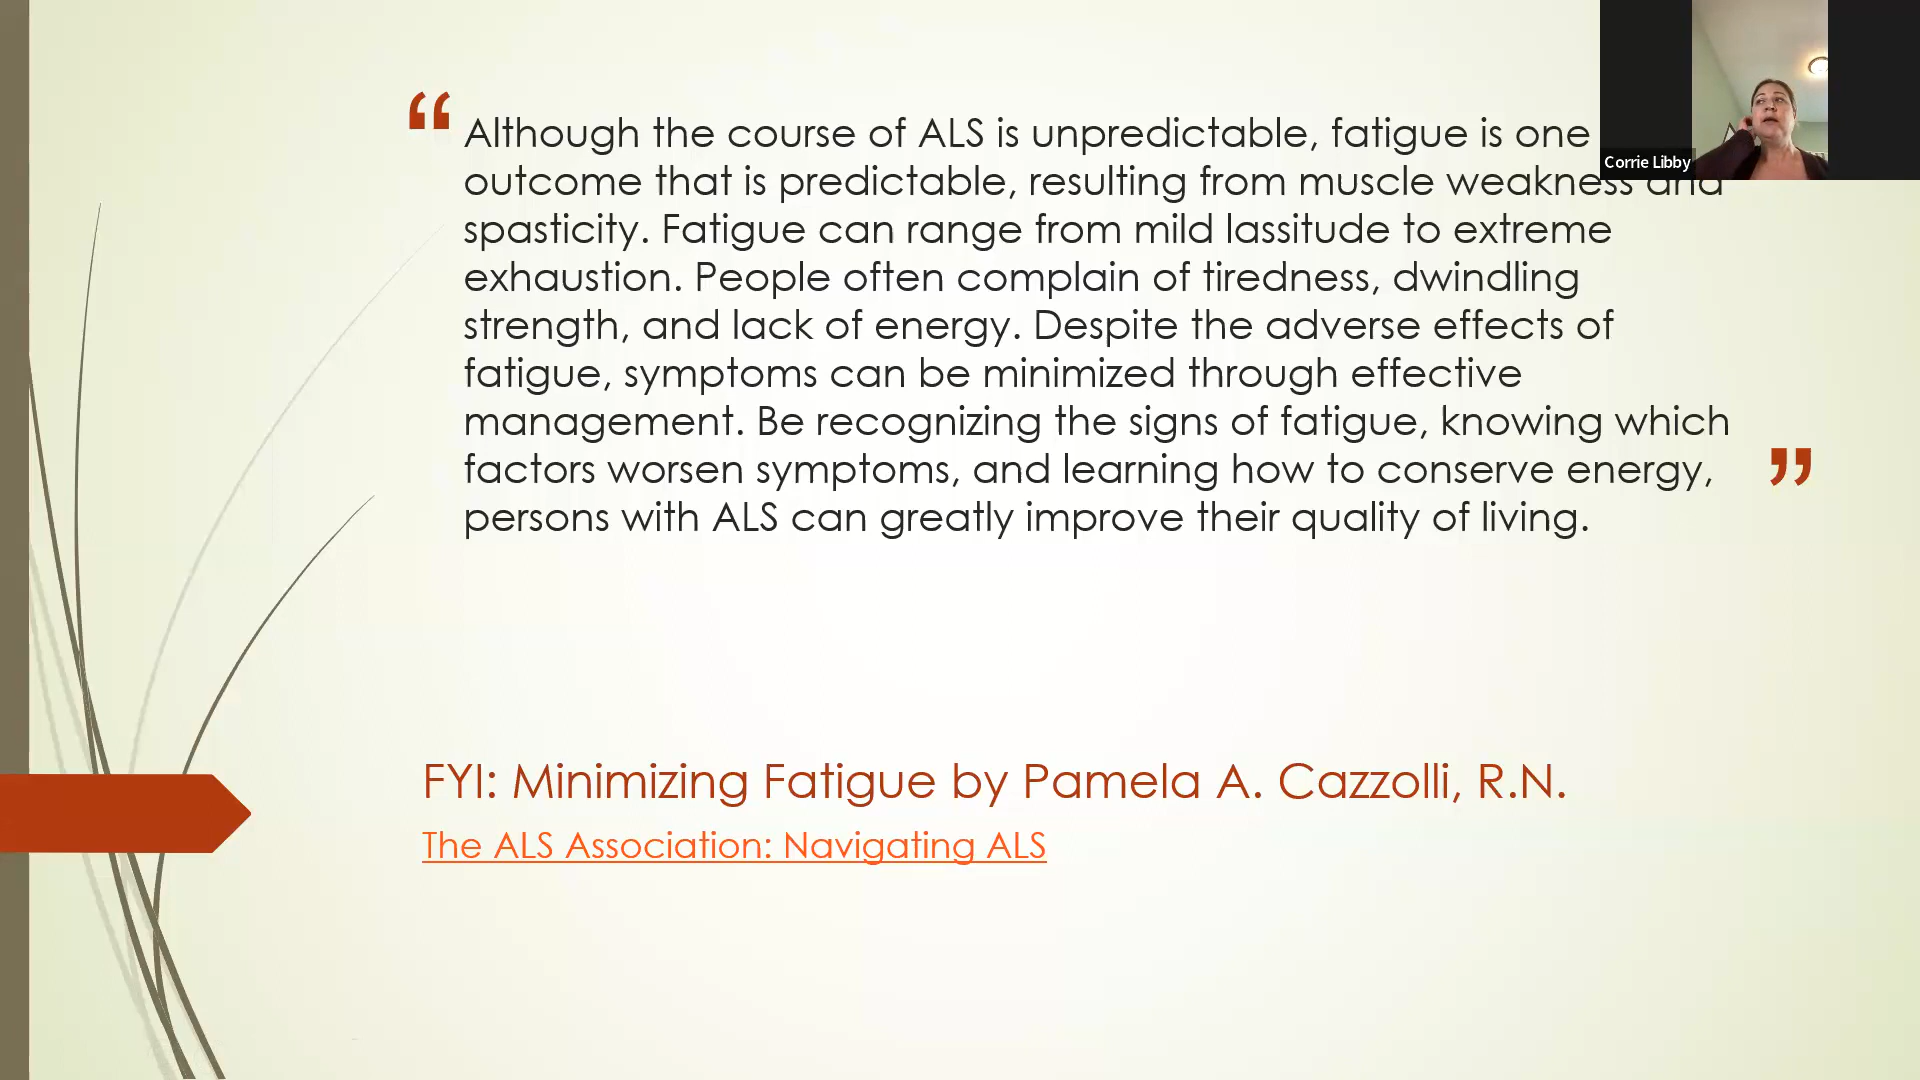 “ Although the course of ALS is unpredictable, fatigue is one
outcome that is predictable, resulting from muscle weakness and
spasticity. Fatigue can range from mild lassitude to extreme
exhaustion. People often complain of tiredness, dwindling
strength, and lack of energy. Despite the adverse effects of
fatigue, symptoms can be minimized through effective
management. Be recognizing the signs of fatigue, knowing which
factors worsen symptoms, and learning how to conserve energy, ”
persons with ALS can greatly improve their quality of living.
FYI: Minimizing Fatigue by Pamela A. Cazzolli, R.N.
The ALS Association: Navigating ALS
Corrie Libby